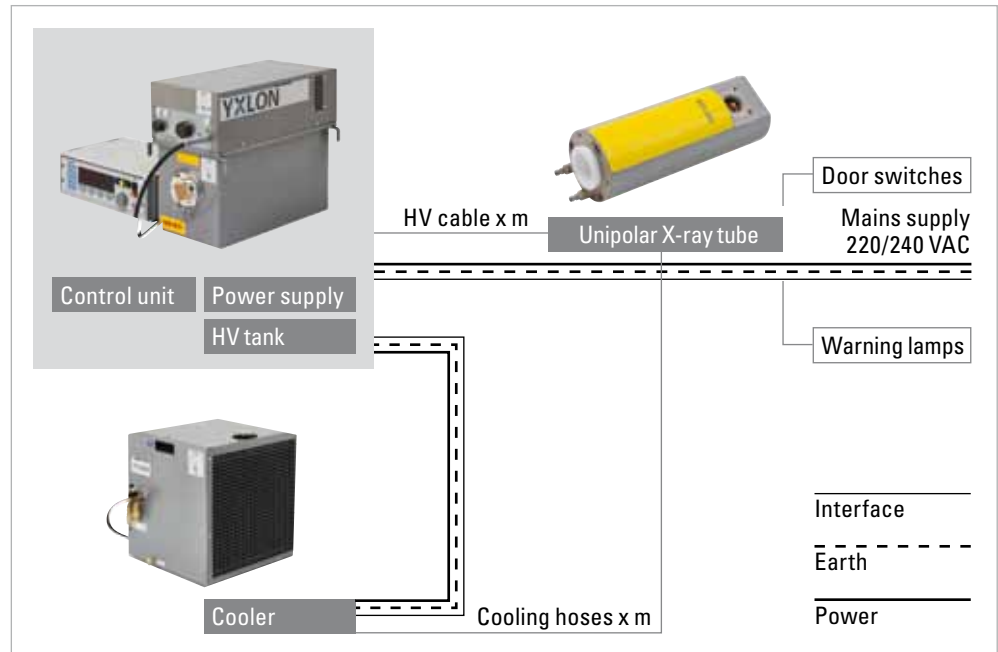 YXLON
Door switches
HV cable x m
Unipolar X-ray tube
Mains supply
220/240 VAC
Control unit
Power supply
HV tank
Warning lamps
Interface
Earth
Power
Cooler
Cooling hoses x m